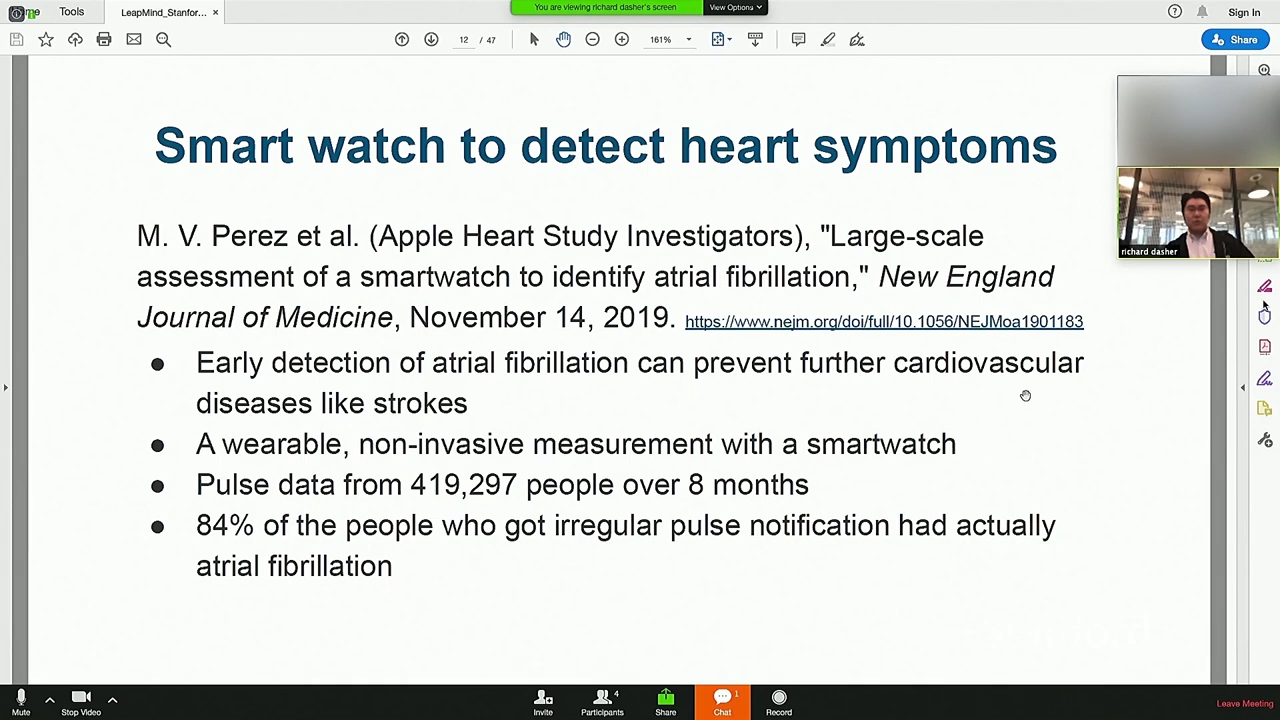 Tools
LeapMind_Stanfor...
You are viewing richard dasher's screen
View Options
Sign In
12 / 47
161%
Share
Smart watch to detect heart symptoms
M. V. Perez et al. (Apple Heart Study Investigators), "Large-scale
assessment of a smartwatch to identify atrial fibrillation," New England
Journal of Medicine, November 14, 2019. https://www.nejm.org/doi/full/10.1056/NEJMoa1901183
● Early detection of atrial fibrillation can prevent further cardiovascular
diseases like strokes
● A wearable, non-invasive measurement with a smartwatch
● Pulse data from 419,297 people over 8 months
● 84% of the people who got irregular pulse notification had actually
atrial fibrillation
richard dasher
Mute
Stop Video
Invite
Participants 4
Share
Chat 1
Record
Leave Meeting